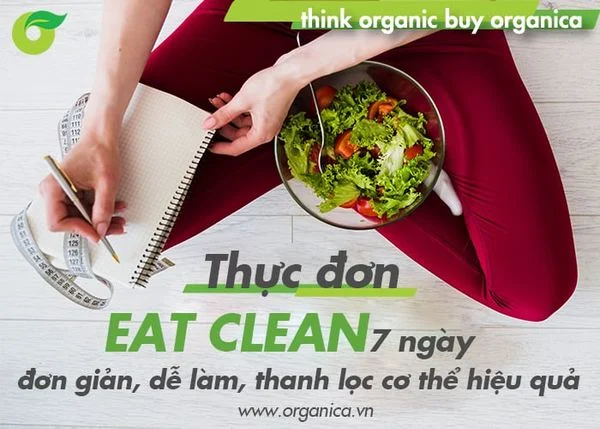 think organic buy organica
Thực đơn
EAT CLEAN 7 ngày
đơn giản, dễ làm, thanh lọc cơ thể hiệu quả
www.organica.vn